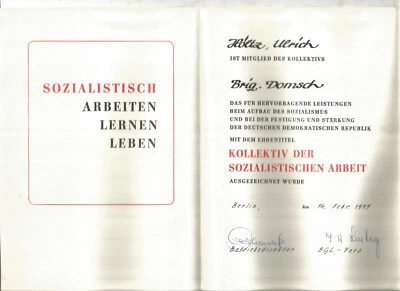 SOZIALISTISCH
ARBEITEN
LERNEN
LEBEN
Ulrich
IST MITGLIED DES KOLLEKTIVS
Brig. Domsch
DAS FÜR HERVORRAGENDE LEISTUNGEN
BEIM AUFBAU DES SOZIALISMUS
UND BEI DER FESTIGUNG UND STÄRKUNG
DER DEUTSCHEN DEMOKRATISCHEN REPUBLIK
MIT DEM EHRENTITEL
KOLLEKTIV DER
SOZIALISTISCHEN ARBEIT
AUSGEZEICHNET WURDE
Berlin, den 14. Febr.
Betriebsdirektor BGL-Vors.